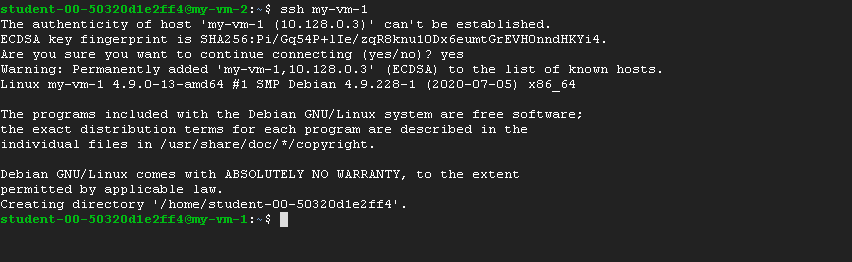 student-00-50320d1e2ff4@my-vm-2:~$ ssh my-vm-1
The authenticity of host 'my-vm-1 (10.128.0.3)' can't be established.
ECDSA key fingerprint is SHA256:Pi/Gq54P+lIe/zqR8knu1ODx6eumtGrEVHOnndHKYi4.
Are you sure you want to continue connecting (yes/no)? yes
Warning: Permanently added 'my-vm-1,10.128.0.3' (ECDSA) to the list of known hosts.
Linux my-vm-1 4.9.0-13-amd64 #1 SMP Debian 4.9.228-1 (2020-07-05) x86_64
The programs included with the Debian GNU/Linux system are free software;
the exact distribution terms for each program are described in the
individual files in /usr/share/doc/*/copyright.
Debian GNU/Linux comes with ABSOLUTELY NO WARRANTY, to the extent
permitted by applicable law.
Creating directory '/home/student-00-50320d1e2ff4'.
student-00-50320d1e2ff4@my-vm-1:~$